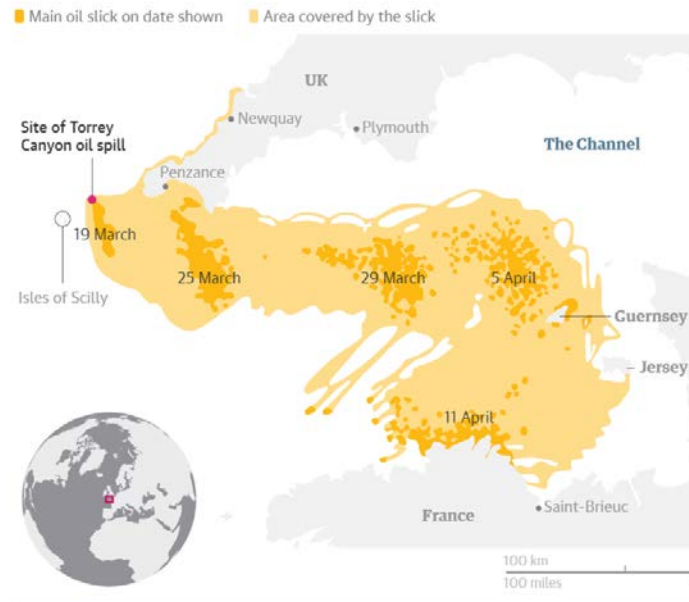 Main oil slick on date shown
Area covered by the slick
UK
Newquay
Plymouth
Site of Torrey
Canyon oil spill
The Channel
Penzance
19 March
25 March
29 March
5 April
Isles of Scilly
Guernsey
Jersey
11 April
France
Saint-Brieuc
100 km
100 miles